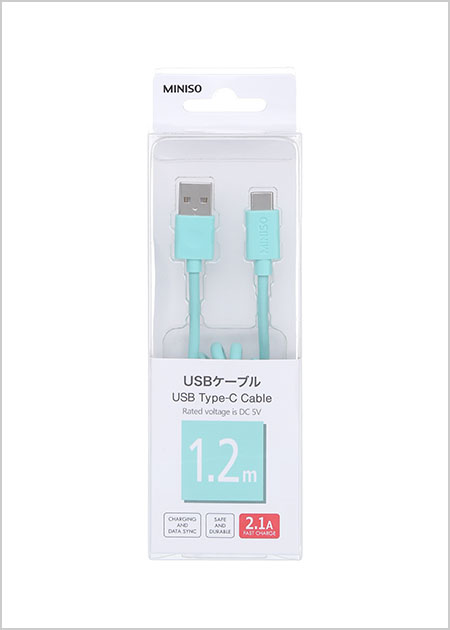 MINISO
MINISO
USBケーブル
USB Type-C Cable
Rated voltage is DC 5V
1.2m
CHARGING
AND
DATA SYNC
SAFE
AND
DURABLE
2.1A
FAST CHARGE